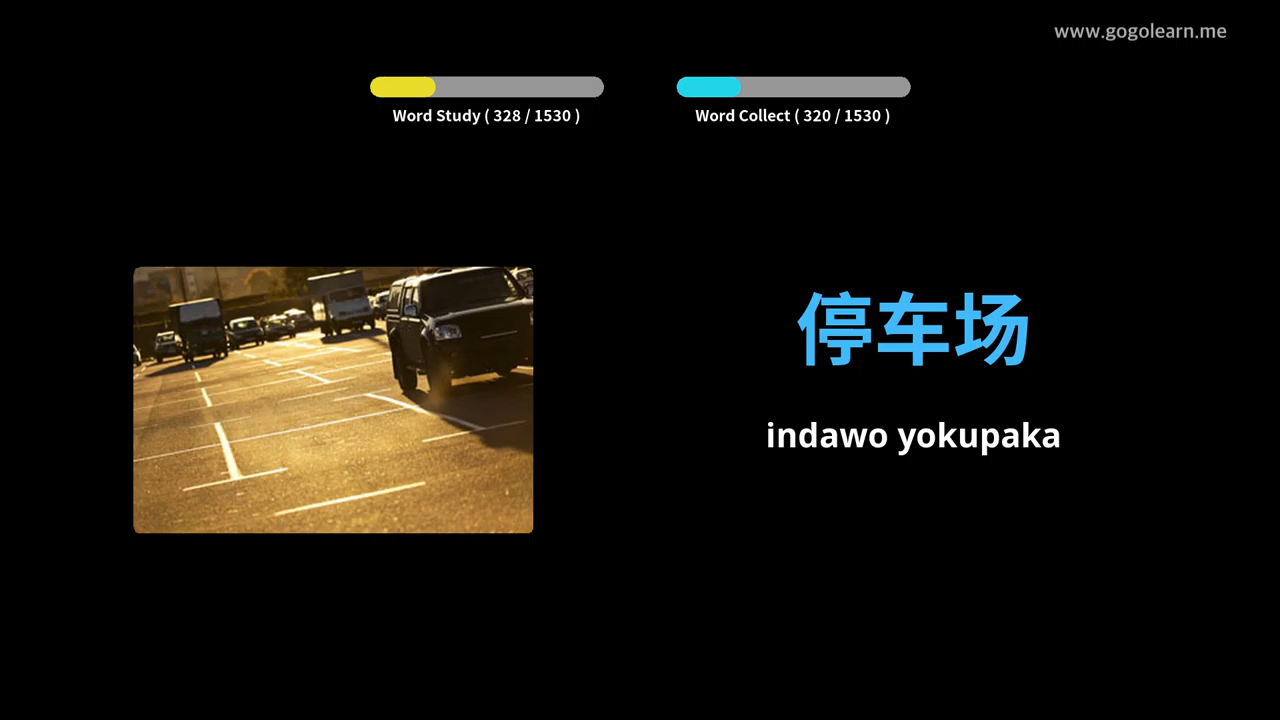 www.gogolearn.me
Word Study ( 328 / 1530 )
Word Collect ( 320 / 1530 )
停车场
indawo yokupaka